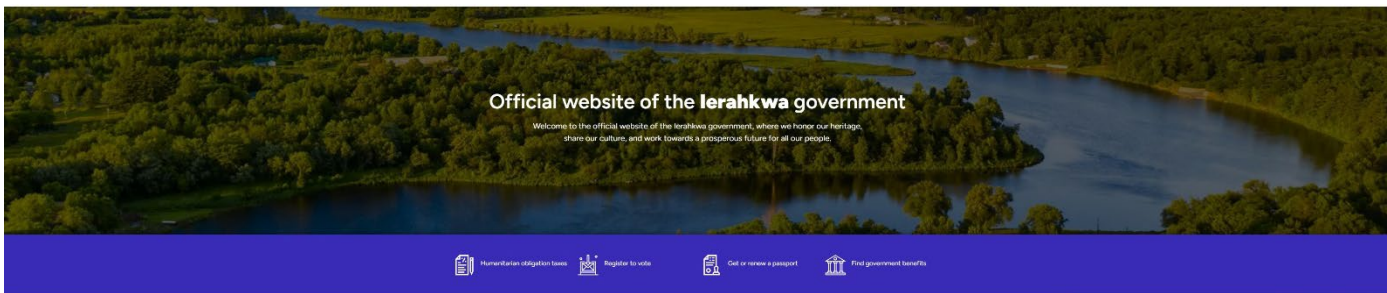 Official website of the Ierahkwa government
Welcome to the official website of the Ierahkwa government, where we honor our heritage,
share our culture, and work towards a prosperous future for all our people.
Humanitarian obligation taxes
Register to vote
Get or renew a passport
Find government benefits